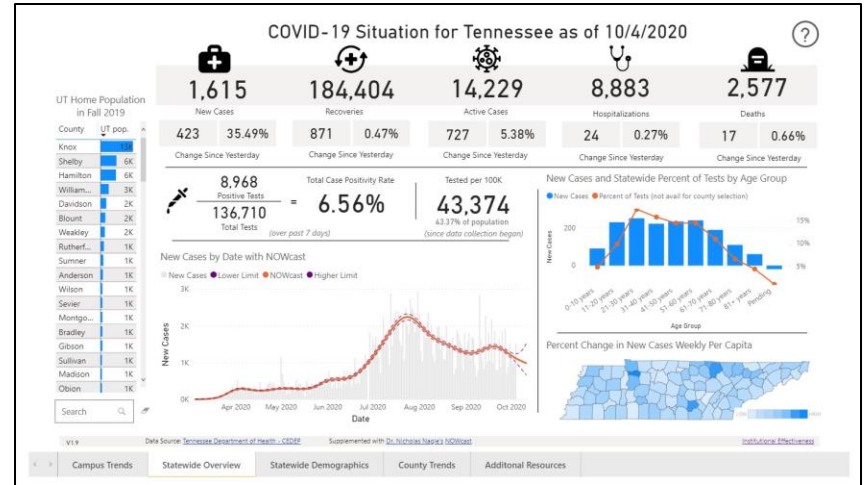 COVID-19 Situation for Tennessee as of 10/4/2020
?
1,615
New Cases
423 35.49%
Change Since Yesterday
184,404
Recoveries
871 0.47%
Change Since Yesterday
14,229
Active Cases
727 5.38%
Change Since Yesterday
8,883
Hospitalizations
24 0.27%
Change Since Yesterday
2,577
Deaths
17 0.66%
Change Since Yesterday
UT Home Population
in Fall 2019
County UT pop.
Knox
Shelby 6K
Hamilton 6K
William... 3K
Davidson 2K
Blount 2K
Weakley 2K
Rutherf... 1K
Sumner 1K
Anderson 1K
Wilson 1K
Sevier 1K
Montgo... 1K
Bradley 1K
Gibson 1K
Sullivan 1K
Madison 1K
Obion 1K
Search
8,968
Positive Tests
136,710
Total Tests
=
Total Case Positivity Rate
6.56%
(over past 7 days)
Tested per 100K
43,374
43.37% of population
(since data collection began)
New Cases by Date with NOWcast
New Cases Lower Limit NOWcast Higher Limit
New Cases
3K
2K
1K
0K
Apr 2020 May 2020 Jun 2020 Jul 2020 Aug 2020 Sep 2020 Oct 2020
Date
New Cases and Statewide Percent of Tests by Age Group
New Cases Percent of Tests (not avail for county selection)
New Cases
200
0
15%
10%
5%
0-10 years 11-20 years 21-30 years 31-40 years 41-50 years 51-60 years 61-70 years 71-80 years 81+ years Pending
Age Group
Percent Change in New Cases Weekly Per Capita
V1.9
Data Source: Tennessee Department of Health - CEDEP
Supplemented with Dr. Nicholas Nagle's NOWcast
Institutional Effectiveness
Campus Trends Statewide Overview Statewide Demographics County Trends Additonal Resources